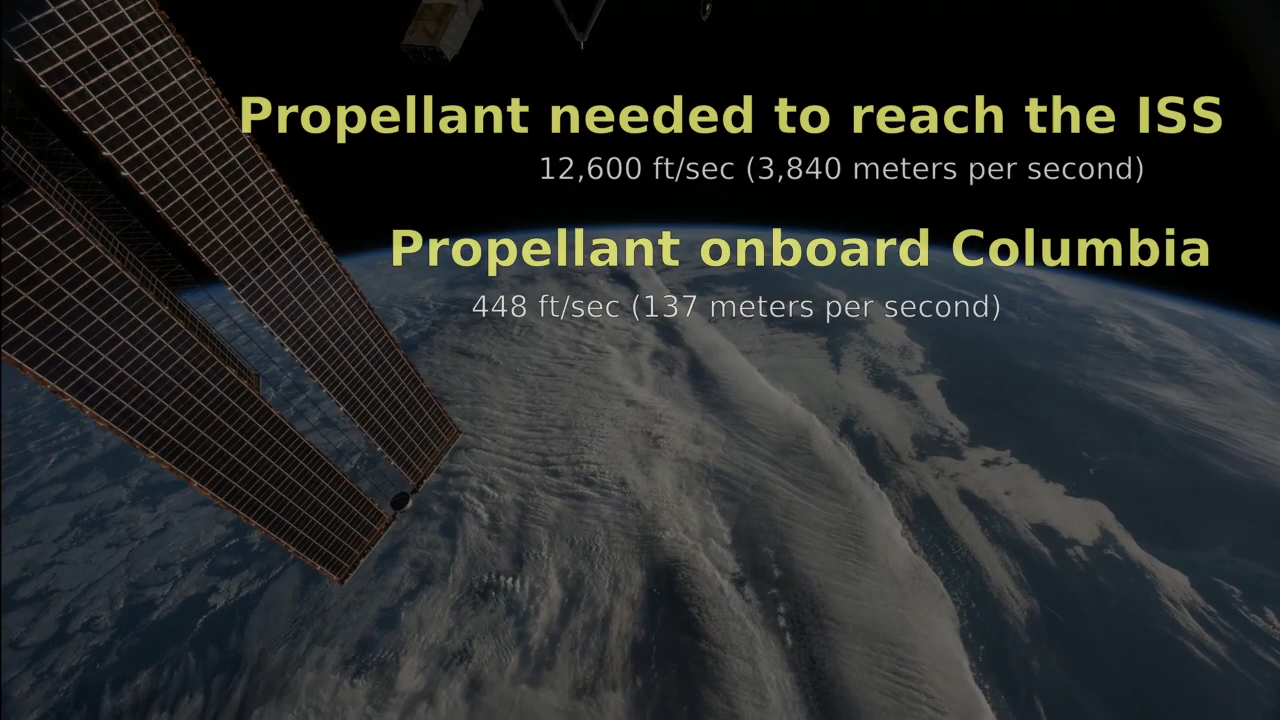 Propellant needed to reach the ISS
12,600 ft/sec (3,840 meters per second)
Propellant onboard Columbia
448 ft/sec (137 meters per second)